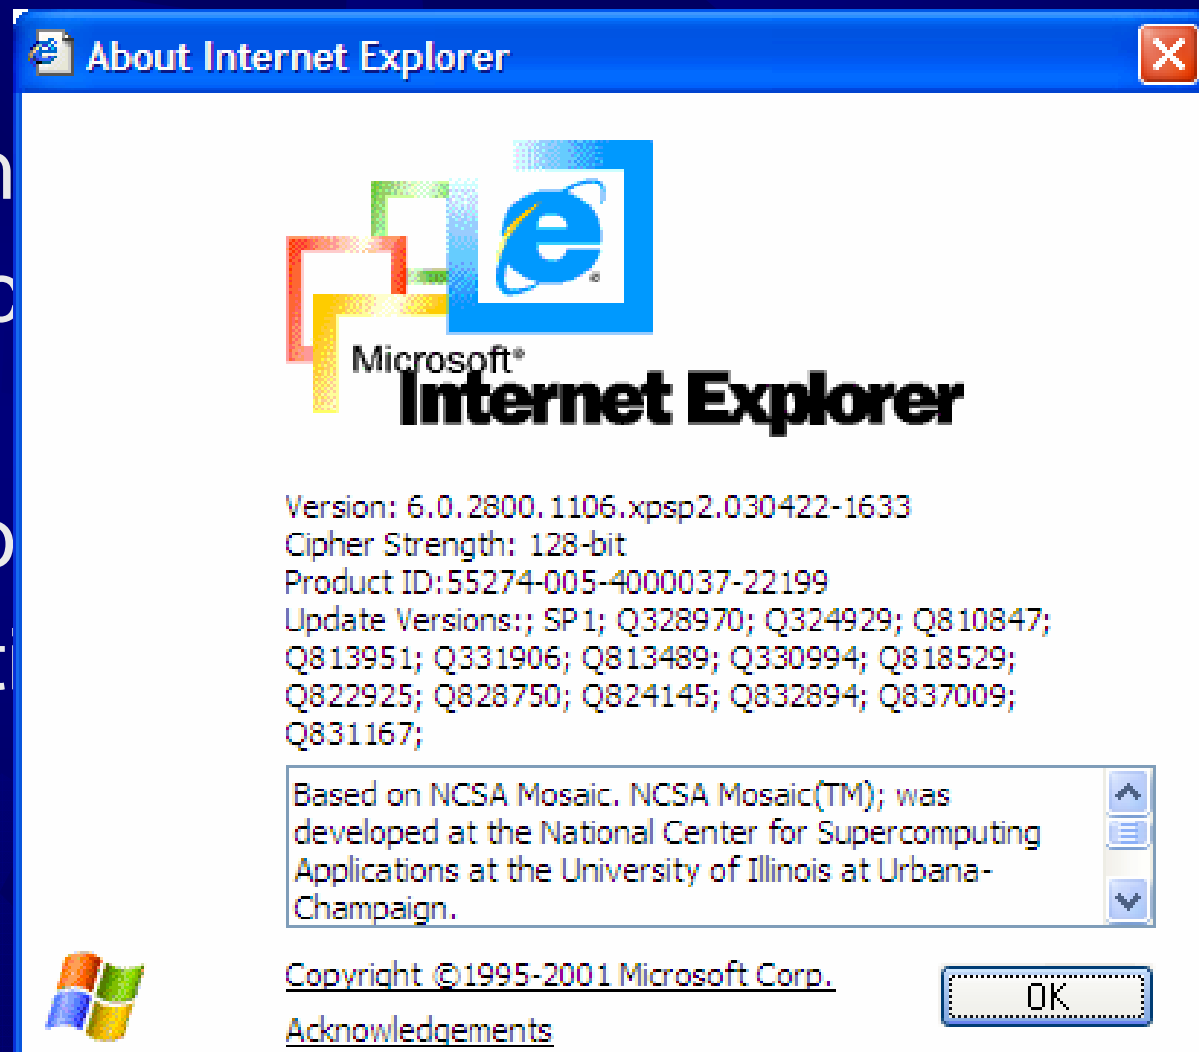 About Internet Explorer
Microsoft®
Internet Explorer
Version: 6.0.2800.1106.xpsp2.030422-1633
Cipher Strength: 128-bit
Product ID:55274-005-4000037-22199
Update Versions:; SP1; Q328970; Q324929; Q810847;
Q813951; Q331906; Q813489; Q330994; Q818529;
Q822925; Q828750; Q824145; Q832894; Q837009;
Q831167;
Based on NCSA Mosaic. NCSA Mosaic(TM); was
developed at the National Center for Supercomputing
Applications at the University of Illinois at Urbana-
Champaign.
Copyright ©1995-2001 Microsoft Corp.
OK
Acknowledgements